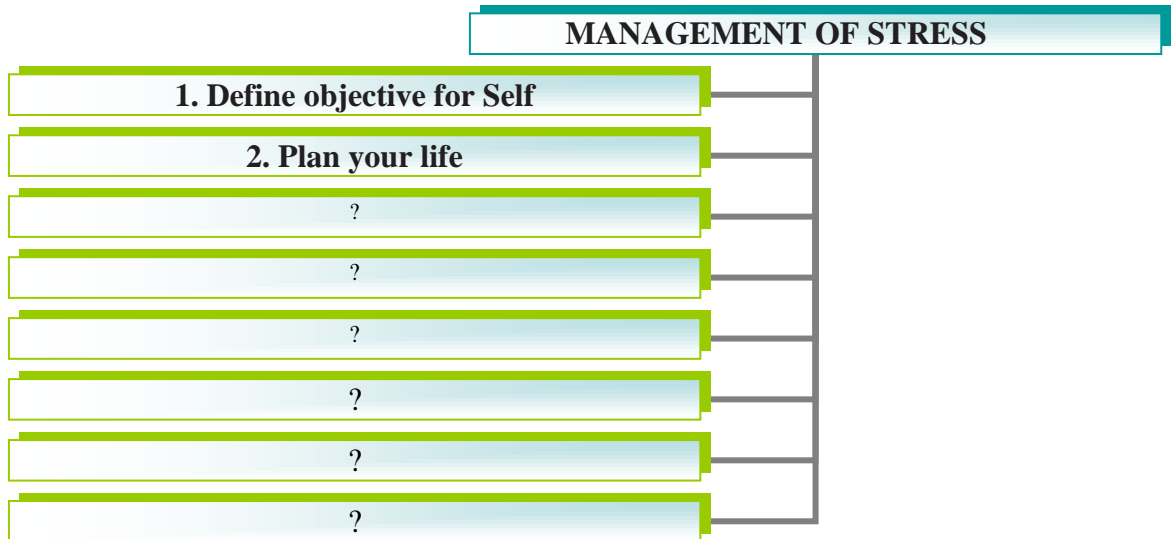 MANAGEMENT OF STRESS
1. Define objective for Self
2. Plan your life
?
?
?
?
?
?